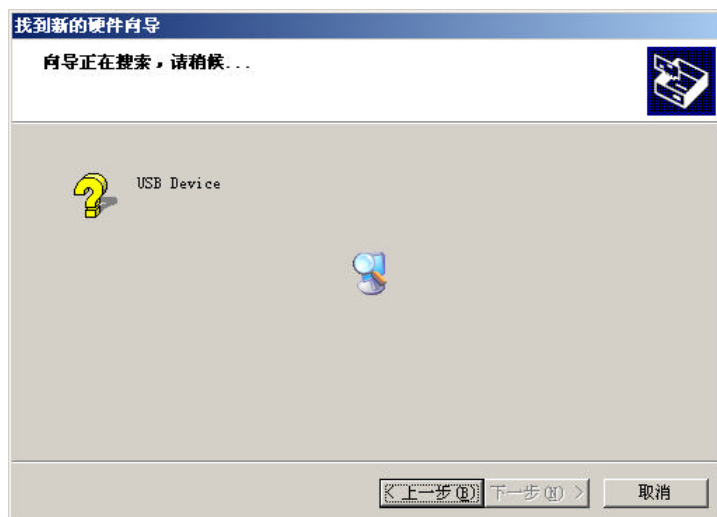 找到新的硬件向导
向导正在搜索，请稍候...
USB Device
< 上一步(B) 下一步(N) > 取消